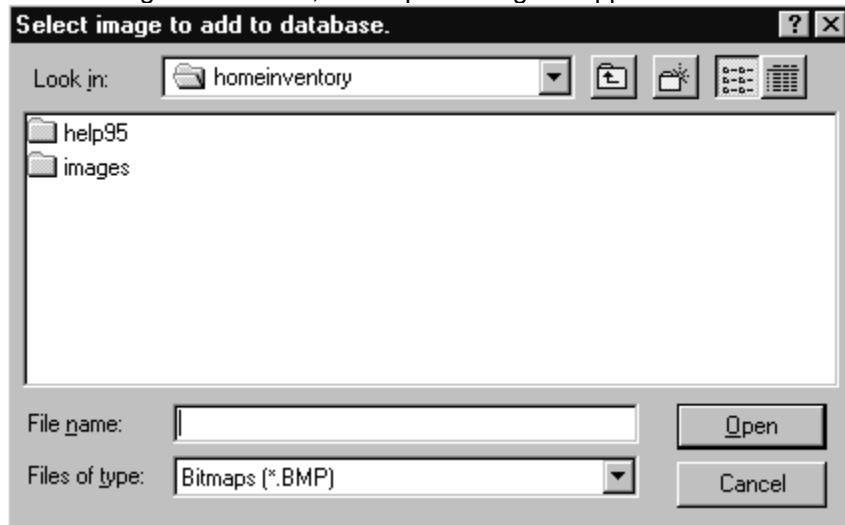 Select image to add to database.
Look in: homeinventory
help95
images
File name: Open
Files of type: Bitmaps (*.BMP) Cancel